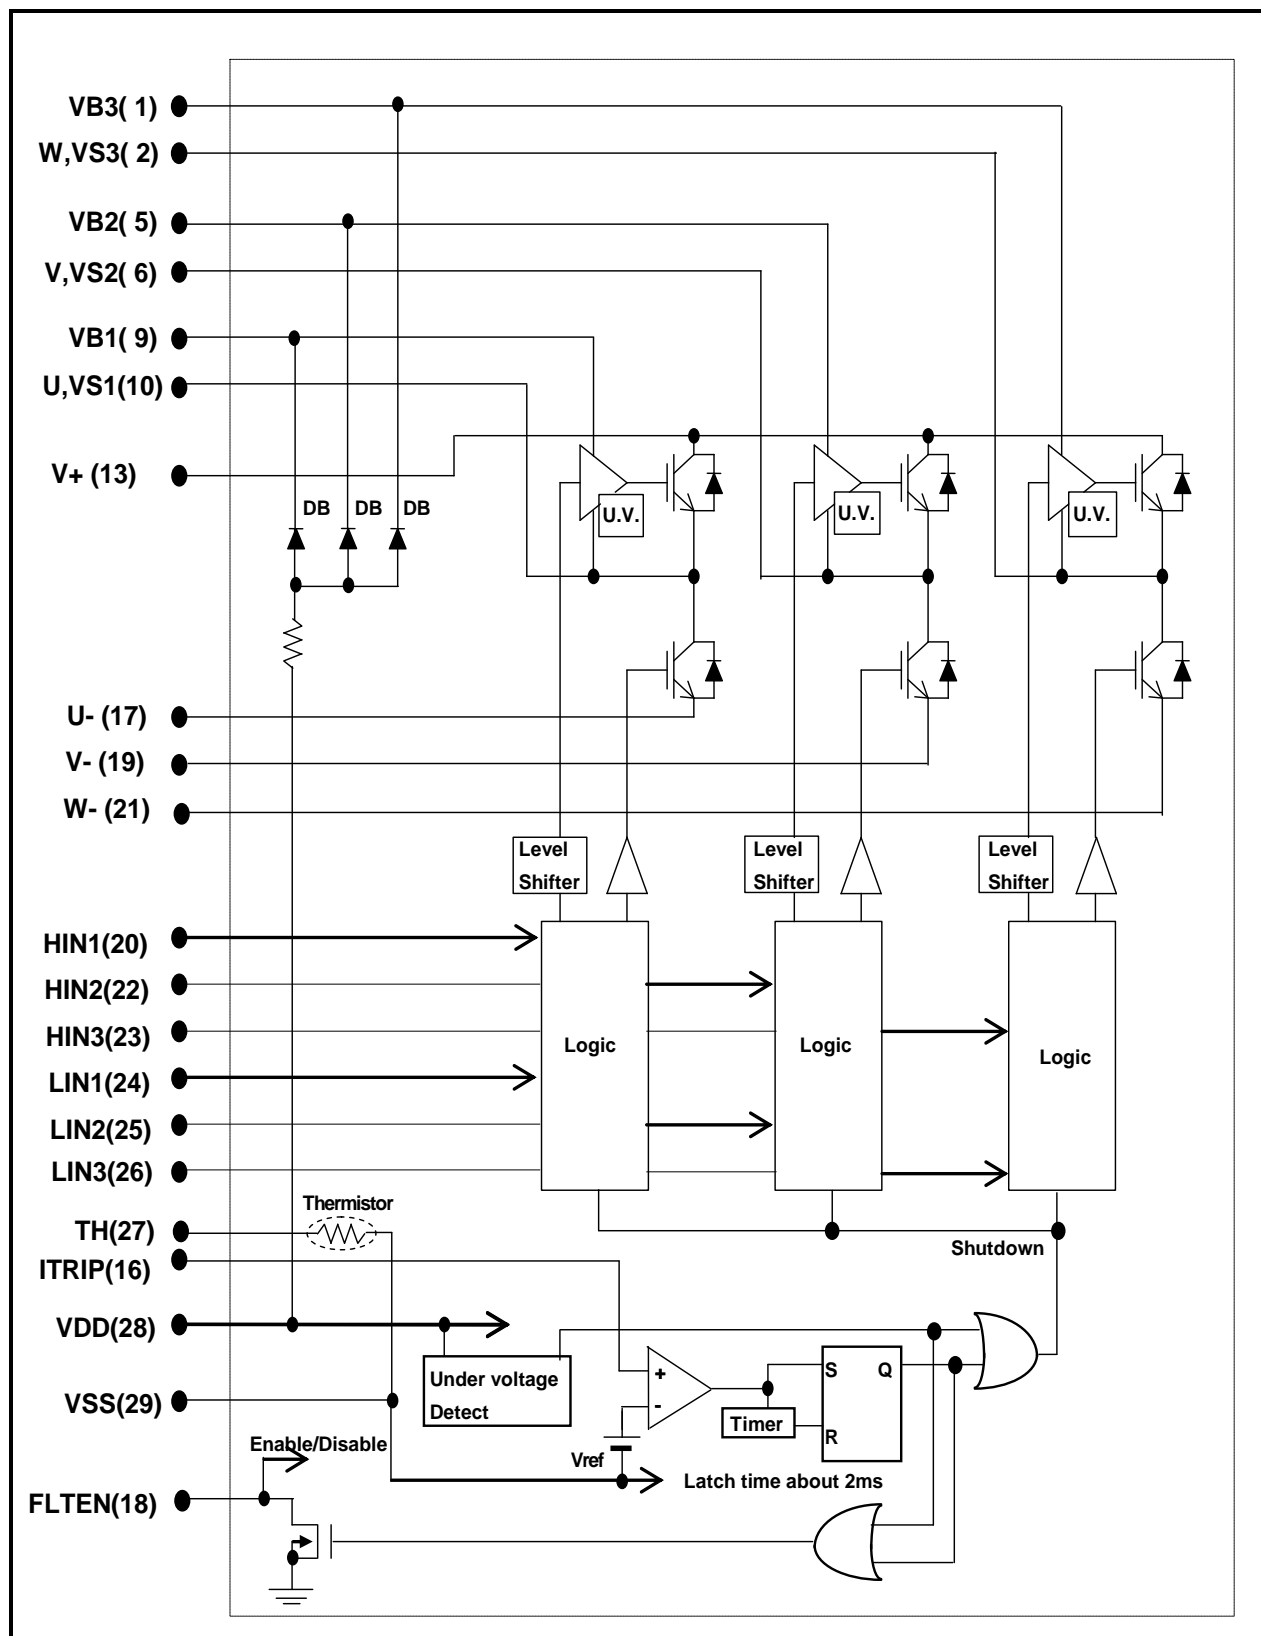 VB3( 1)
W,VS3( 2)
VB2( 5)
V,VS2( 6)
VB1( 9)
U,VS1(10)
V+ (13)
DB DB DB
U.V. U.V. U.V.
U- (17)
V- (19)
W- (21)
Level Shifter
Level Shifter
Level Shifter
HIN1(20)
HIN2(22)
HIN3(23)
LIN1(24)
LIN2(25)
LIN3(26)
Logic Logic Logic
Thermistor
TH(27)
Shutdown
ITRIP(16)
VDD(28)
Under voltage
Detect
+
-
S Q
Timer
R
VSS(29)
Enable/Disable
Vref
Latch time about 2ms
FLTEN(18)